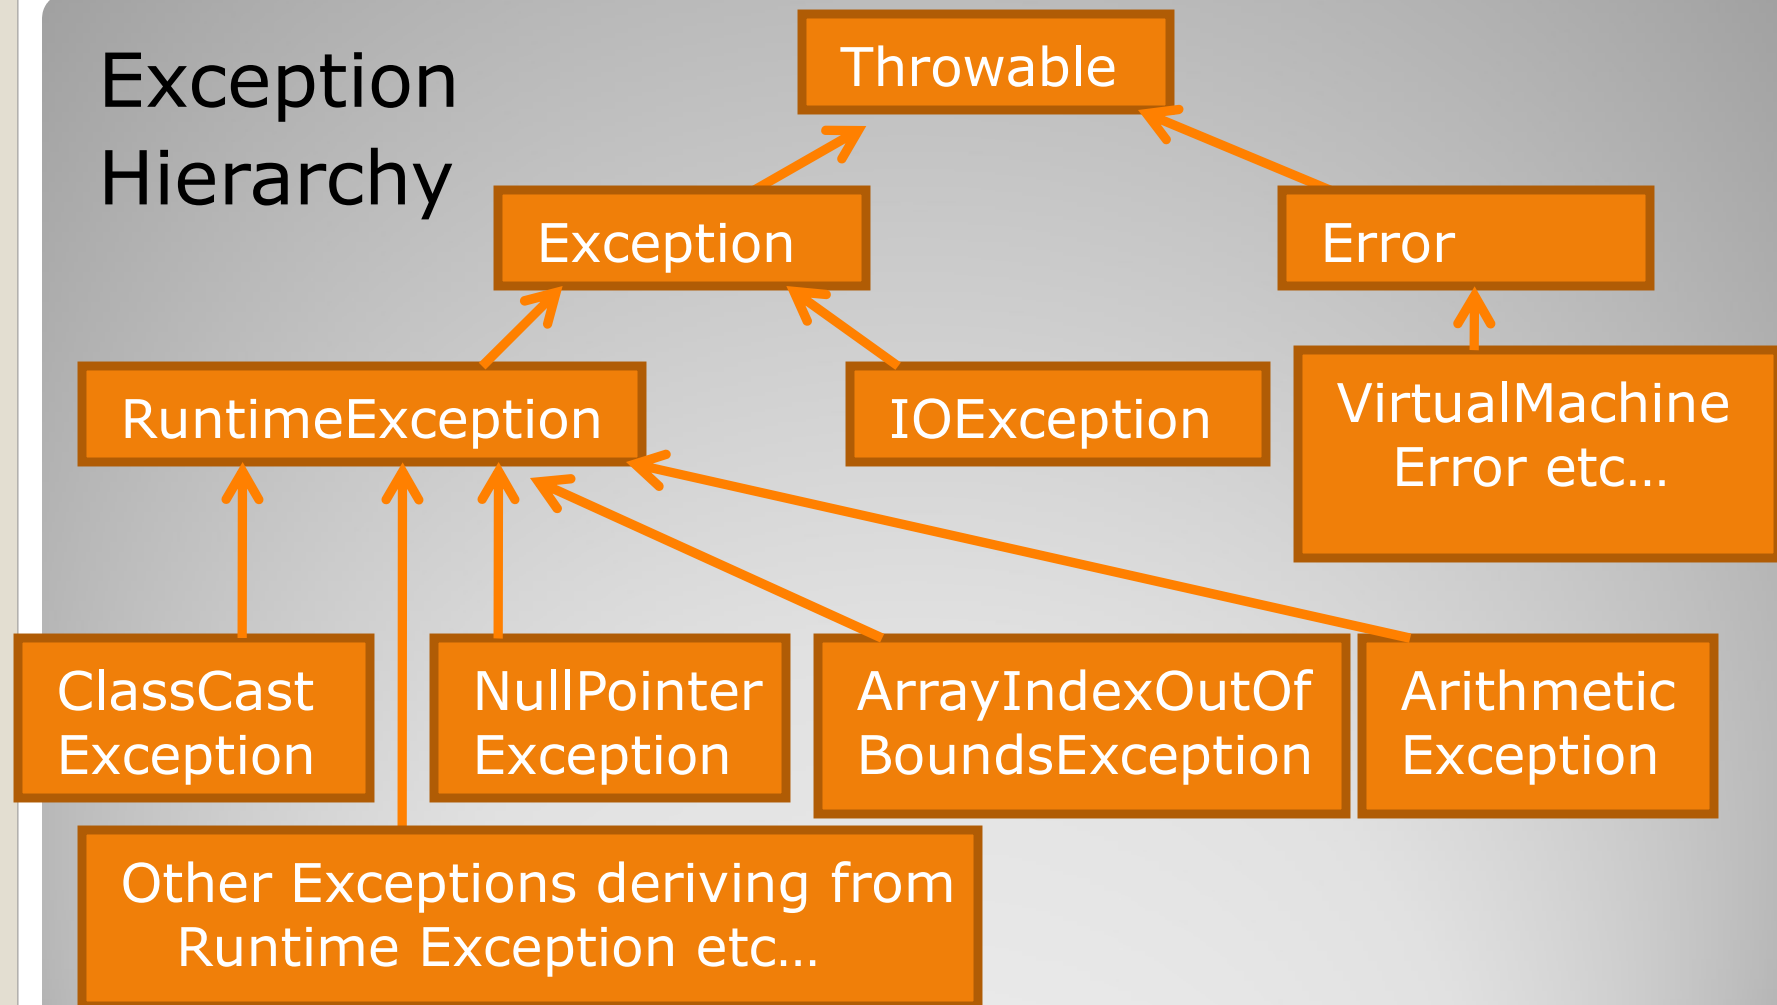 Exception
Hierarchy
Throwable
Exception
Error
RuntimeException
IOException
VirtualMachine
Error etc…
ClassCast
Exception
NullPointer
Exception
ArrayIndexOutOf
BoundsException
Arithmetic
Exception
Other Exceptions deriving from
Runtime Exception etc…